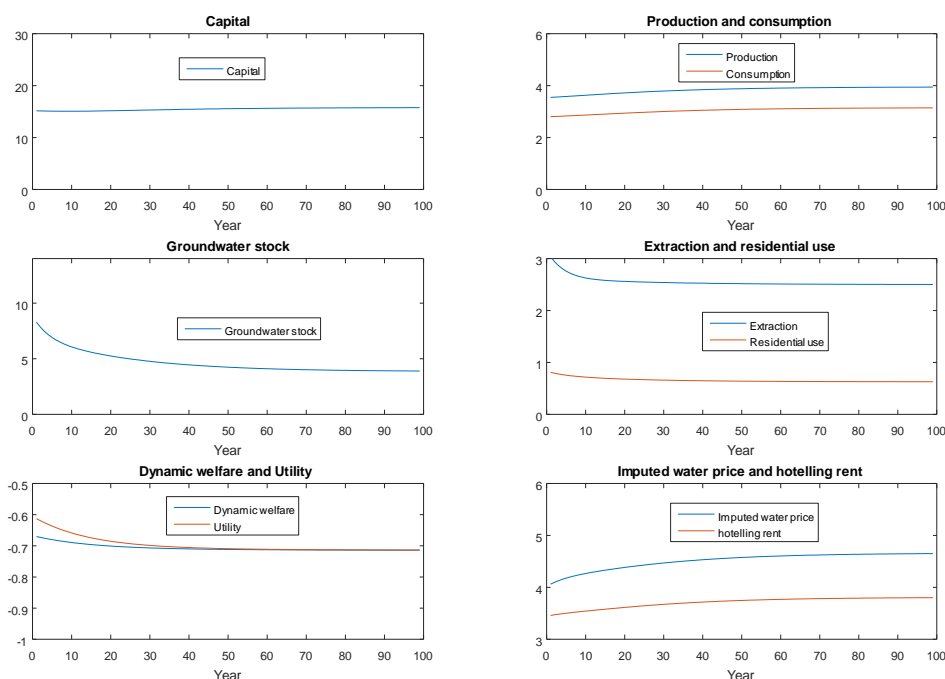 Capital
30
20
10
0
Capital
0 10 20 30 40 50 60 70 80 90 100
Year
Production and consumption
6
4
2
0
Production
Consumption
0 10 20 30 40 50 60 70 80 90 100
Year
Groundwater stock
10
5
0
Groundwater stock
0 10 20 30 40 50 60 70 80 90 100
Year
Extraction and residential use
3
2
1
0
Extraction
Residential use
0 10 20 30 40 50 60 70 80 90 100
Year
Dynamic welfare and Utility
-0.5
-0.6
-0.7
-0.8
-0.9
-1
Dynamic welfare
Utility
0 10 20 30 40 50 60 70 80 90 100
Year
Imputed water price and hotelling rent
6
5
4
3
Imputed water price
hotelling rent
0 10 20 30 40 50 60 70 80 90 100
Year